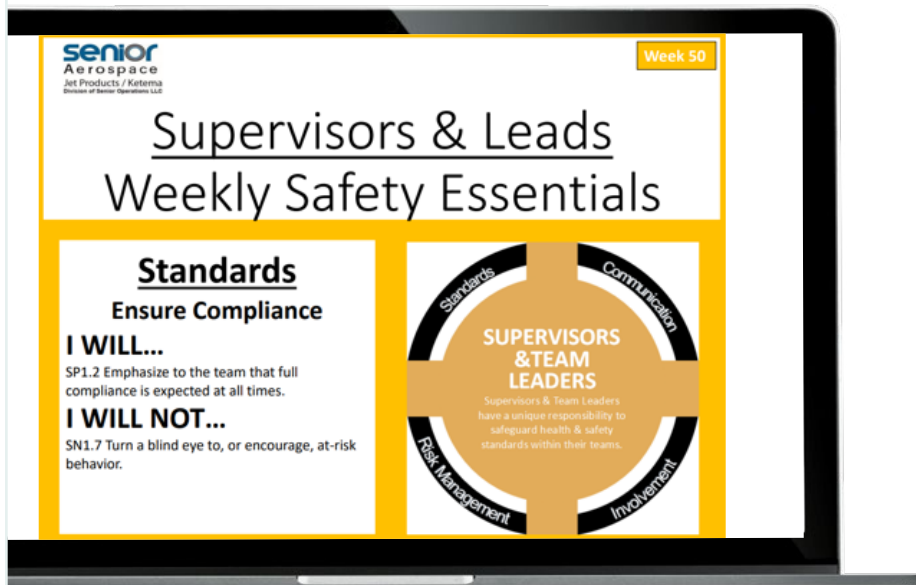 senior
Aerospace
Jet Products / Ketema
Division of Senior Operations LLC
Week 50
Supervisors & Leads
Weekly Safety Essentials
Standards
Ensure Compliance
I WILL...
SP1.2 Emphasize to the team that full
compliance is expected at all times.
I WILL NOT...
SN1.7 Turn a blind eye to, or encourage, at-risk
behavior.
Standards
Communication
SUPERVISORS
&TEAM
LEADERS
Supervisors & Team Leaders
have a unique responsibility to
safeguard health & safety
standards within their teams.
Risk Management
Involvement